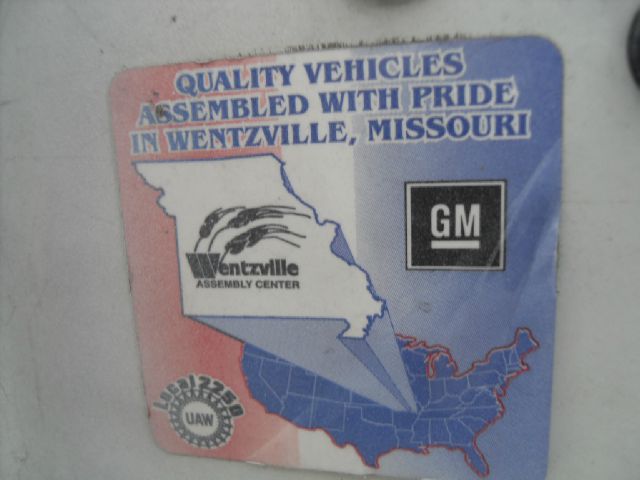 QUALITY VEHICLES
ASSEMBLED WITH PRIDE
IN WENTZVILLE, MISSOURI
GM
Wentzville
ASSEMBLY CENTER
Local 2250
UAW